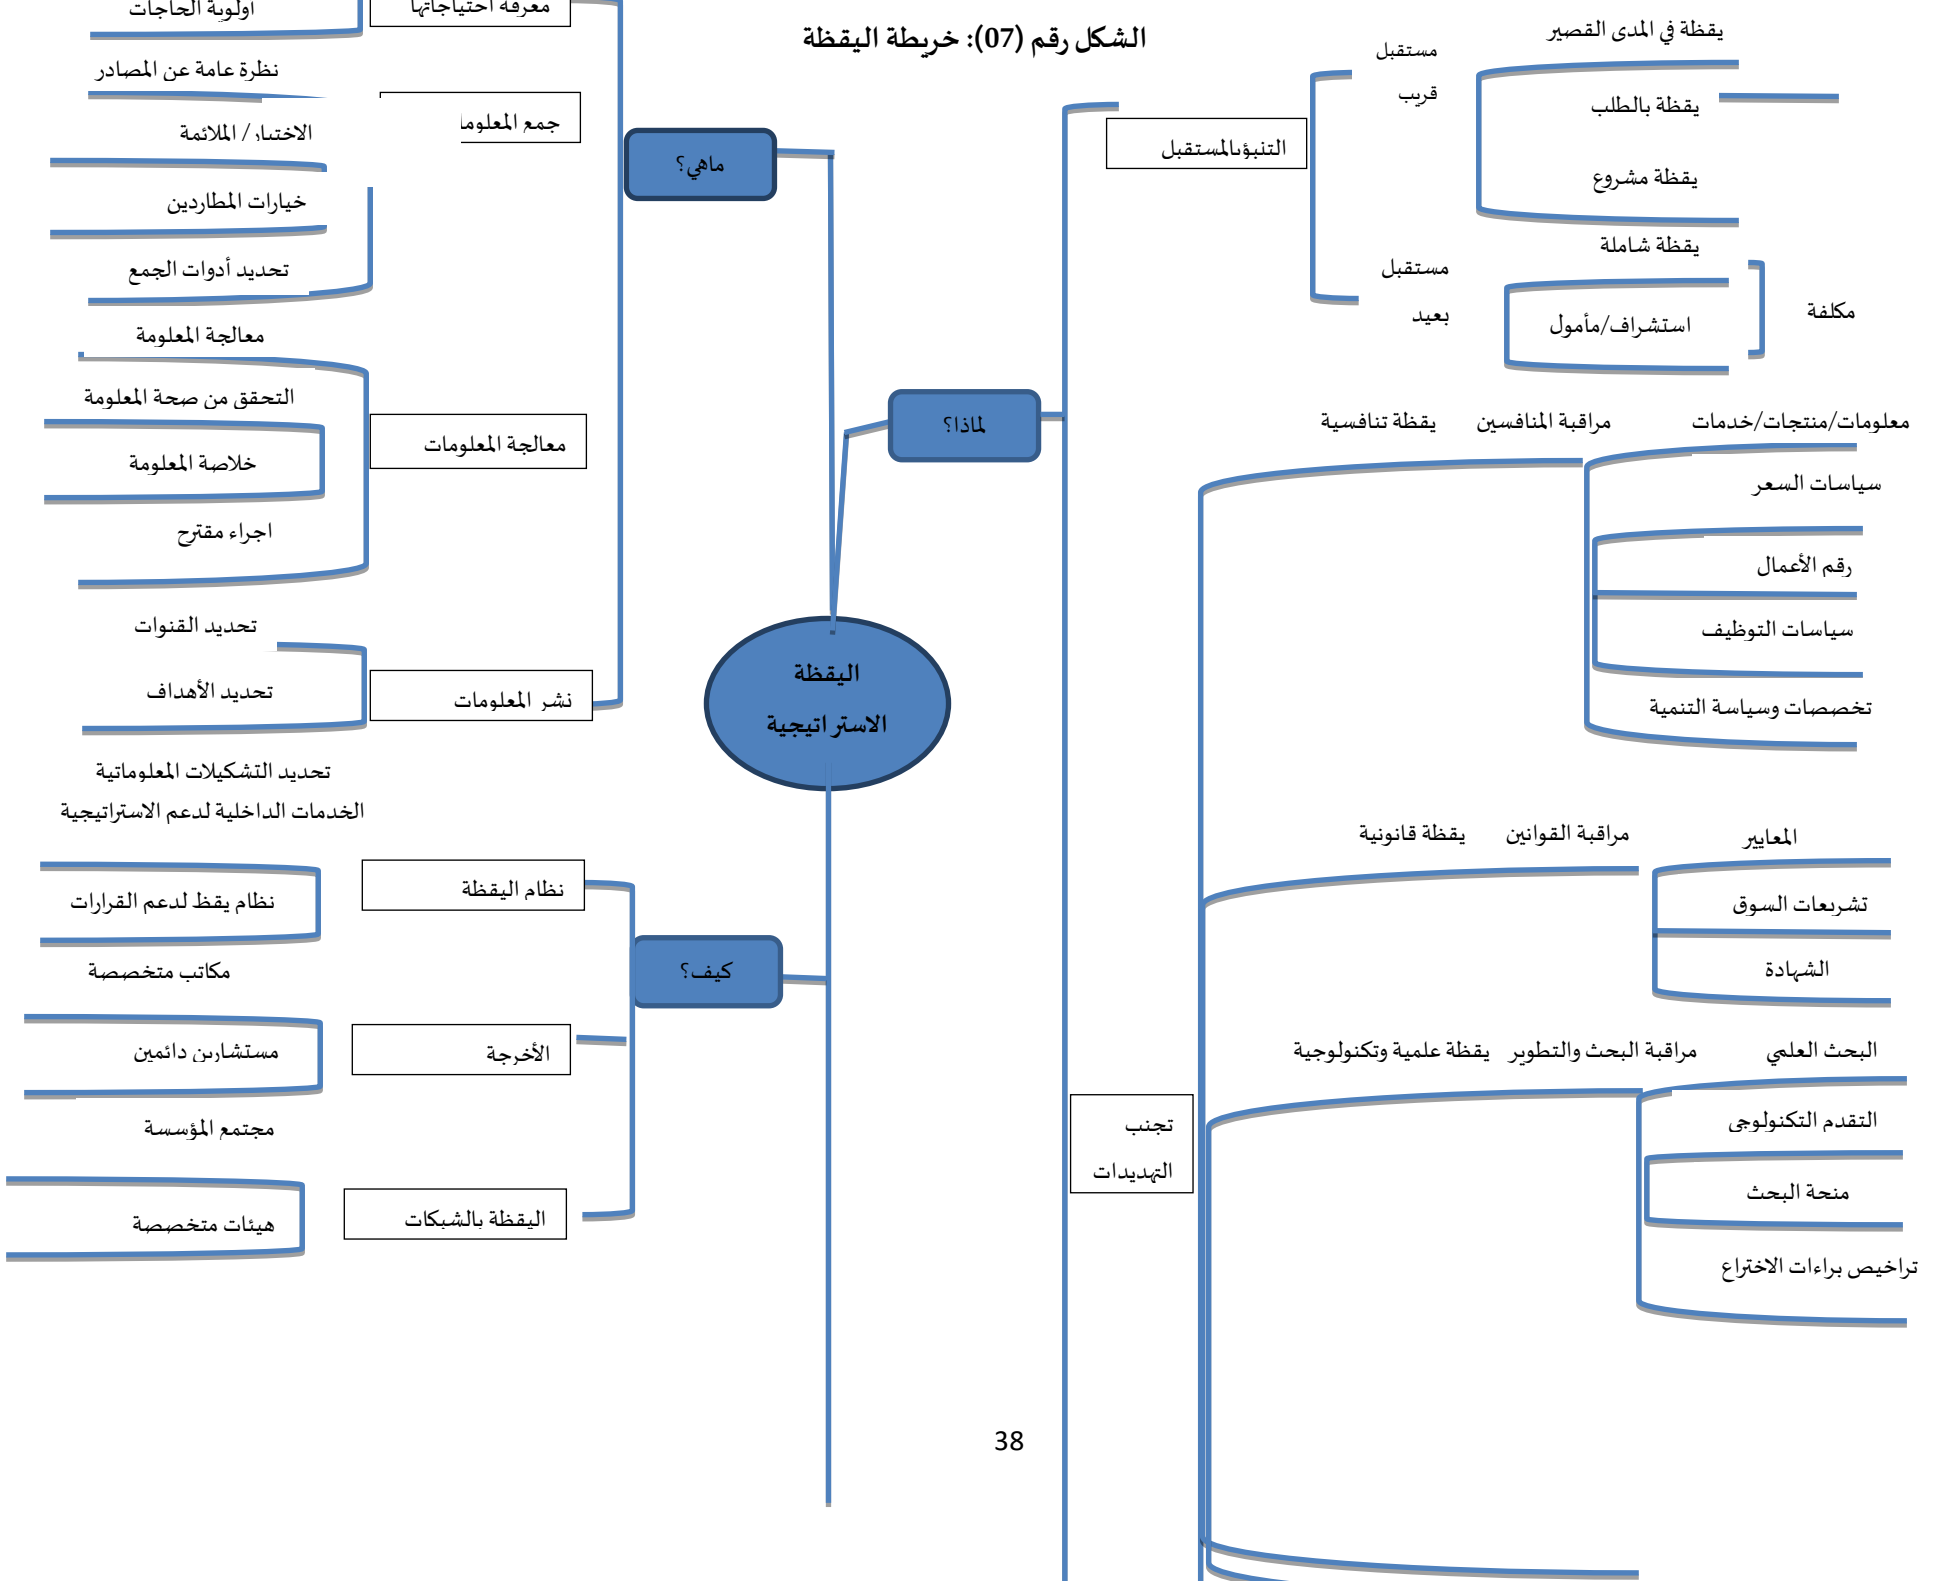 الشكل رقم (07): خريطة اليقظة
يقظة في المدى القصير
مستقبل
قريب
يقظة بالطلب
التنبؤبالمستقبل
يقظة مشروع
يقظة شاملة
مستقبل
بعيد
استشراف/مأمول
مكلفة
لماذا؟
معلومات/منتجات/خدمات
مراقبة المنافسين
يقظة تنافسية
سياسات السعر
رقم الأعمال
سياسات التوظيف
تخصصات وسياسة التنمية
المعايير
مراقبة القوانين
يقظة قانونية
تشريعات السوق
الشهادة
البحث العلمي
مراقبة البحث والتطوير
يقظة علمية وتكنولوجية
تجنب
التهديدات
التقدم التكنولوجي
منحة البحث
تراخيص براءات الاختراع
اليقظة
الاستراتيجية
ماهي؟
معرفة احتياجاتها
أولوية الحاجات
نظرة عامة عن المصادر
جمع المعلوما
الاختبار/ الملائمة
خيارات المطاردين
تحديد أدوات الجمع
معالجة المعلومة
التحقق من صحة المعلومة
معالجة المعلومات
خلاصة المعلومة
اجراء مقترح
تحديد القنوات
نشر المعلومات
تحديد الأهداف
تحديد التشكيلات المعلوماتية
الخدمات الداخلية لدعم الاستراتيجية
كيف؟
نظام اليقظة
نظام يقظ لدعم القرارات
مكاتب متخصصة
الأخرجة
مستشارين دائمين
مجتمع المؤسسة
اليقظة بالشبكات
هيئات متخصصة
38